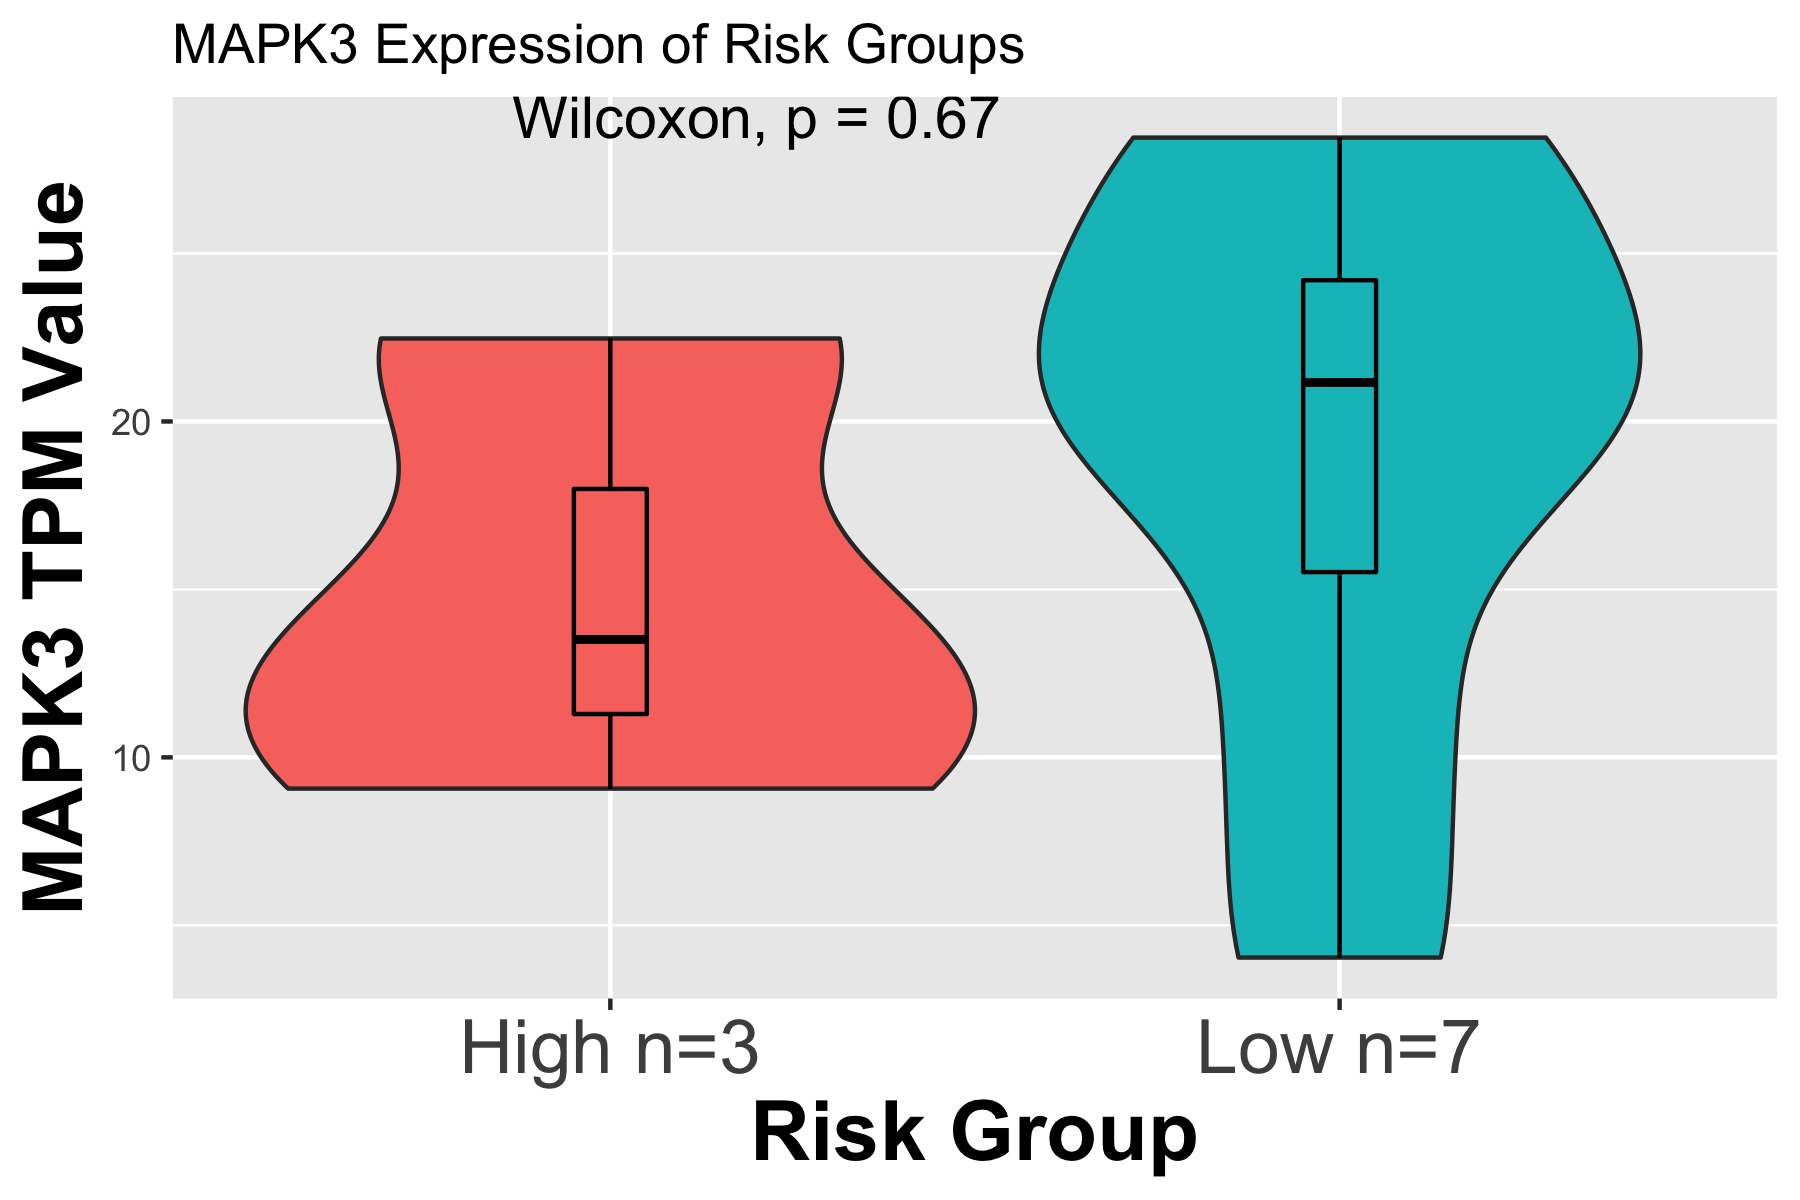 MAPK3 Expression of Risk Groups
Wilcoxon, p = 0.67
MAPK3 TPM Value
20
10
High n=3
Low n=7
Risk Group